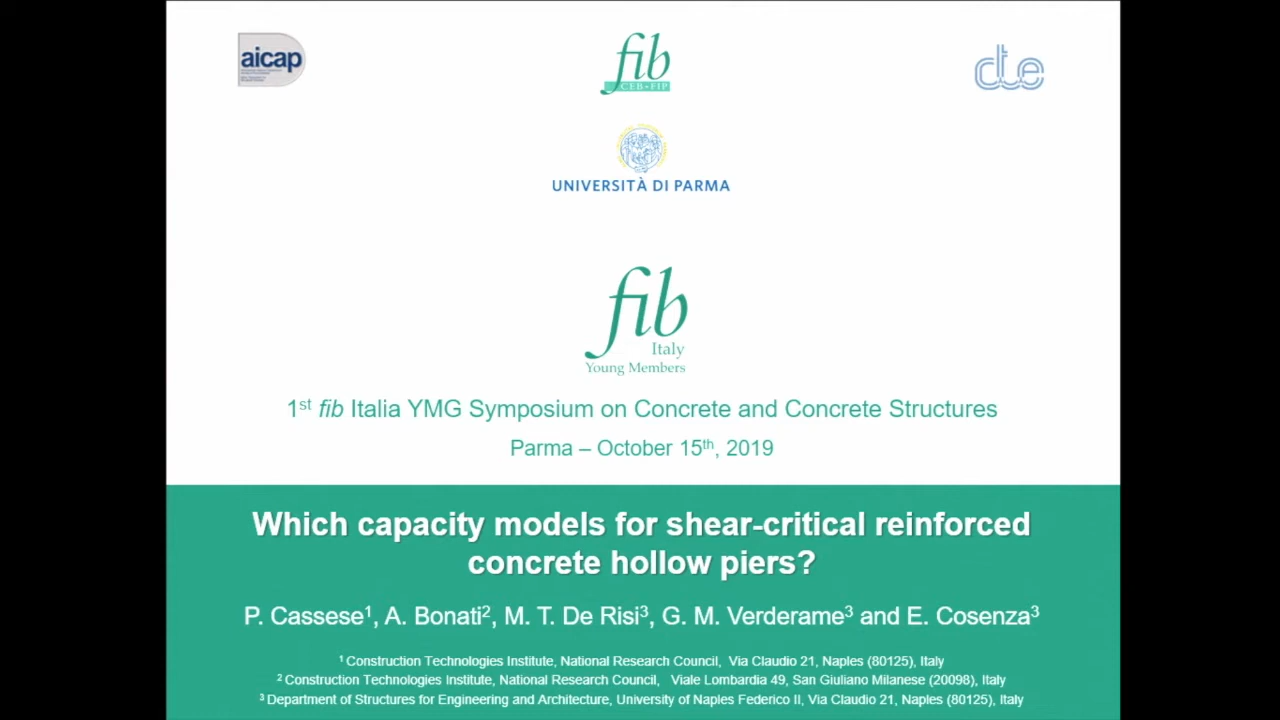 aicap
fib
CEB•FIP
dte
UNIVERSITÀ DI PARMA
fib
Italy
Young Members
1st fib Italia YMG Symposium on Concrete and Concrete Structures
Parma – October 15th, 2019
Which capacity models for shear-critical reinforced
concrete hollow piers?
P. Cassese1, A. Bonati2, M. T. De Risi3, G. M. Verderame3 and E. Cosenza3
1 Construction Technologies Institute, National Research Council, Via Claudio 21, Naples (80125), Italy
2 Construction Technologies Institute, National Research Council, Viale Lombardia 49, San Giuliano Milanese (20098), Italy
3 Department of Structures for Engineering and Architecture, University of Naples Federico II, Via Claudio 21, Naples (80125), Italy